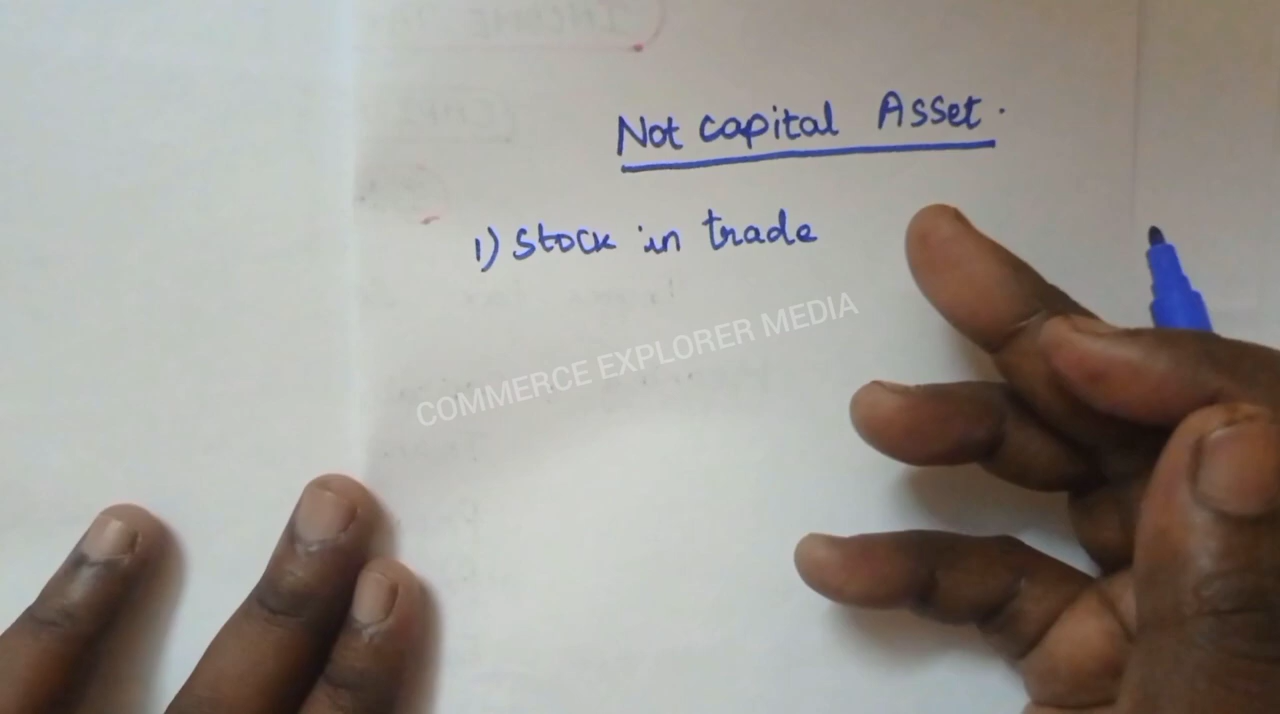 Not capital Asset.
1) Stock in trade
COMMERCE EXPLORER MEDIA